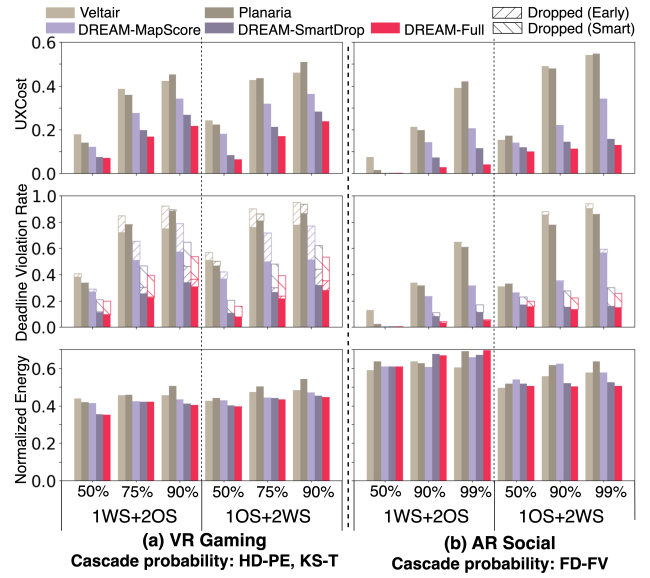 Veltair Planaria Dropped (Early)
DREAM-MapScore DREAM-SmartDrop DREAM-Full Dropped (Smart)
UXCost
0.6
0.4
0.2
0.0
Deadline Violation Rate
1.0
0.8
0.6
0.4
0.2
0.0
Normalized Energy
0.6
0.4
0.2
0.0
50% 75% 90% 50% 75% 90% 50% 90% 99% 50% 90% 99%
1WS+2OS 1OS+2WS 1WS+2OS 1OS+2WS
(a) VR Gaming (b) AR Social
Cascade probability: HD-PE, KS-T Cascade probability: FD-FV